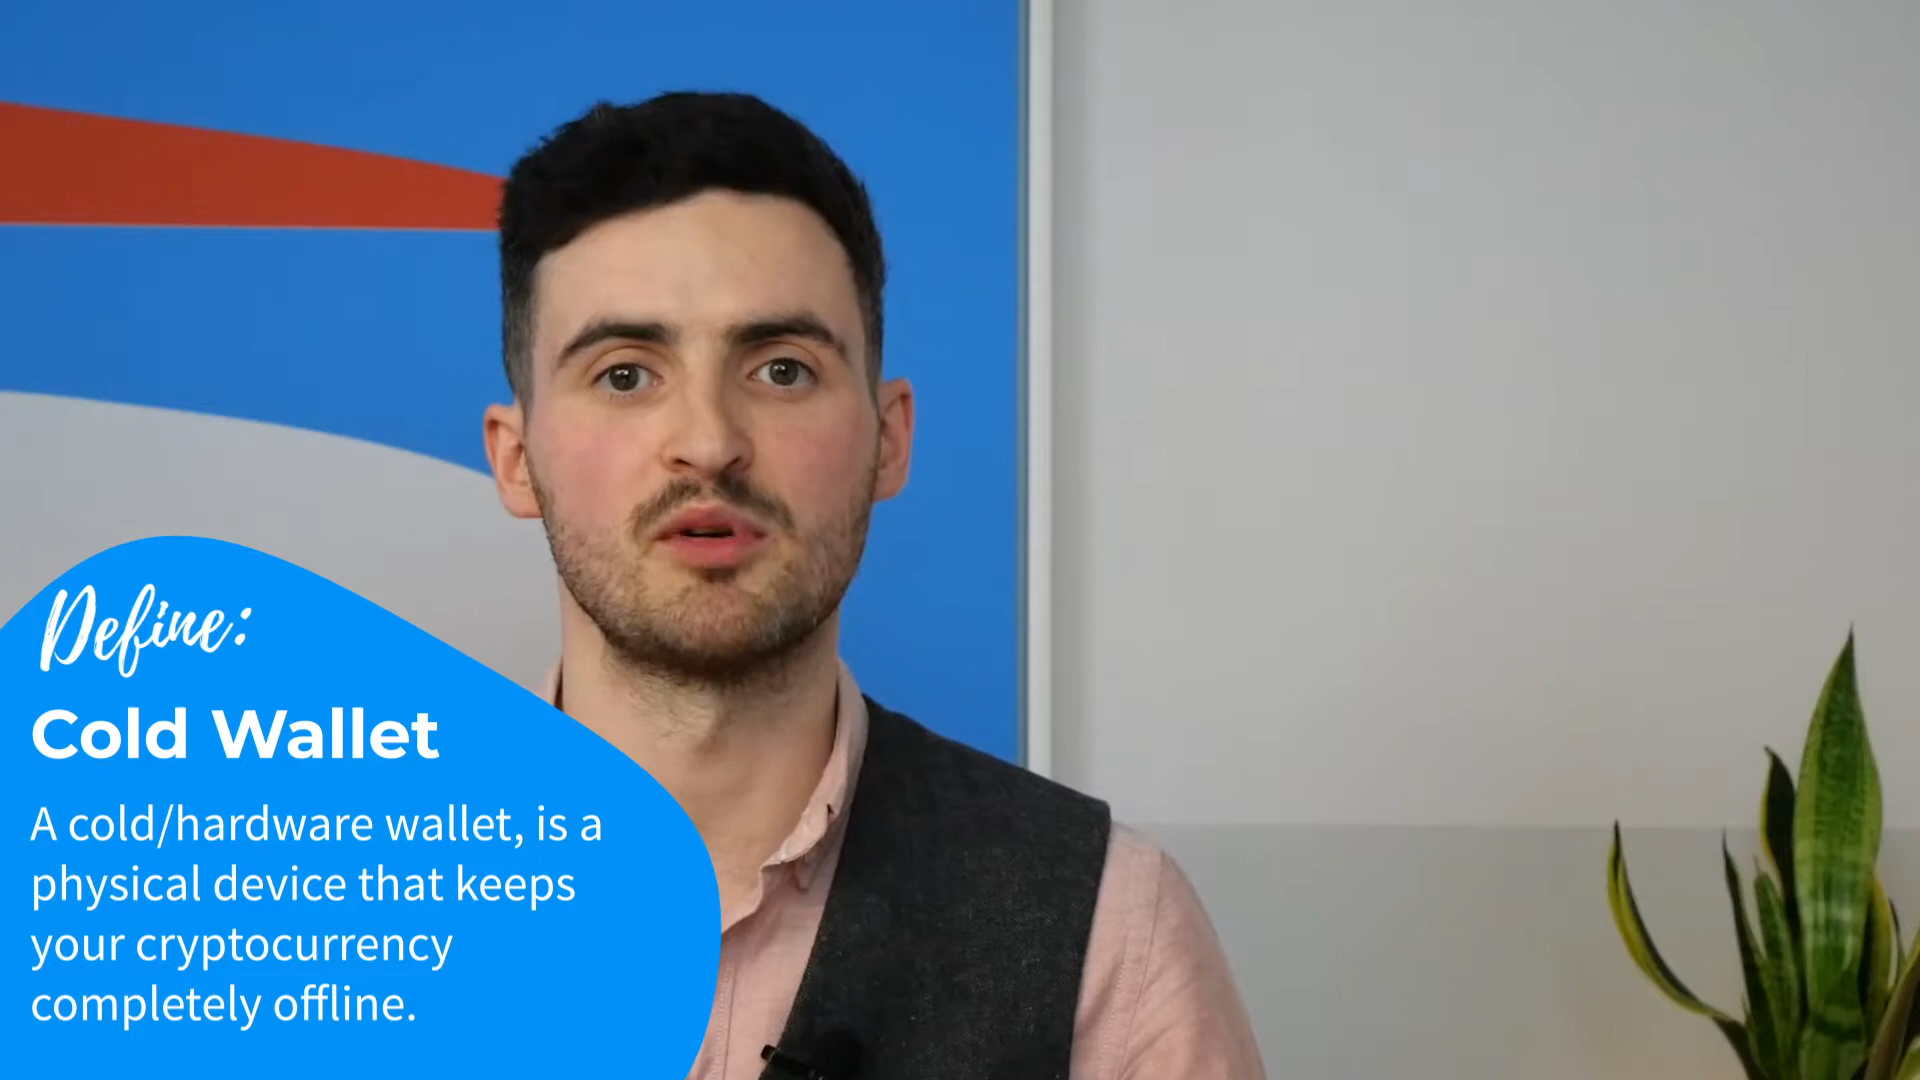 Define:
Cold Wallet
A cold/hardware wallet, is a
physical device that keeps
your cryptocurrency
completely offline.